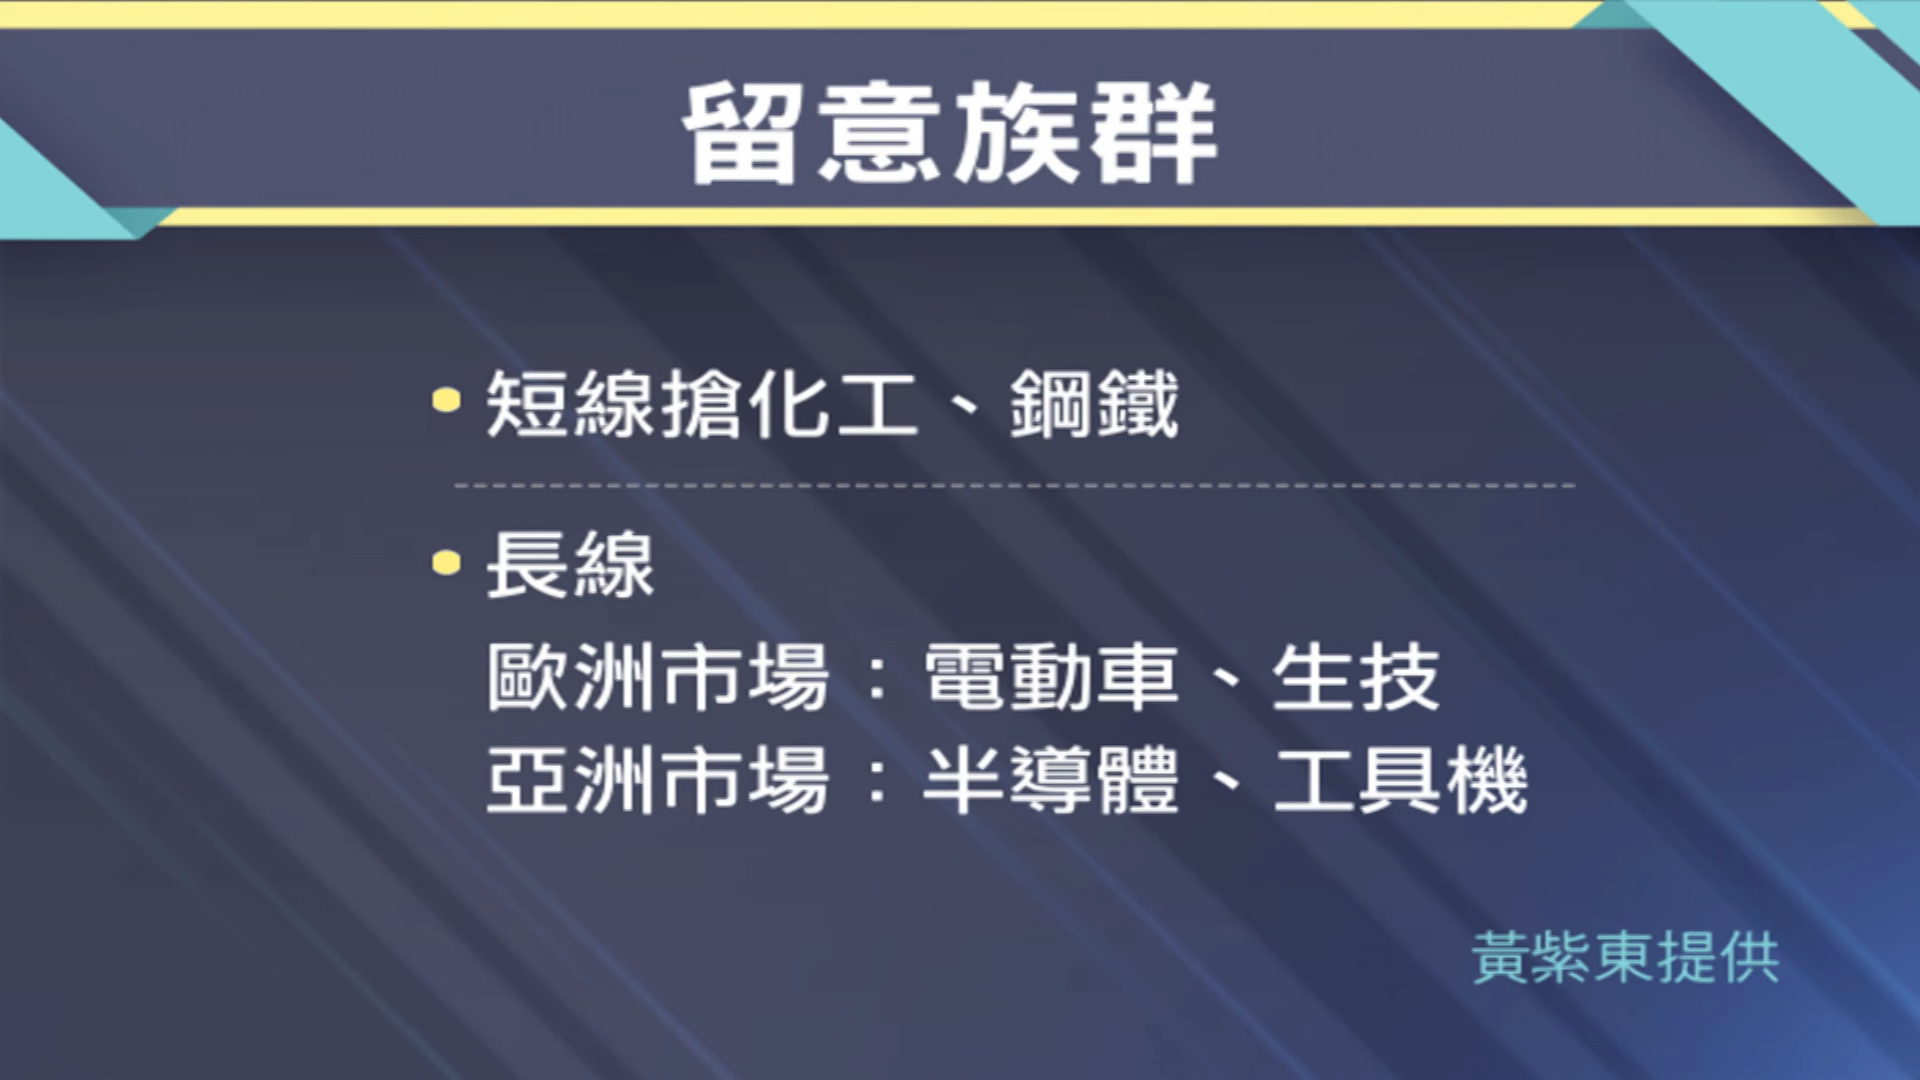 留意族群
短線搶化工、鋼鐵
長線
歐洲市場：電動車、生技
亞洲市場：半導體、工具機
黃紫東提供